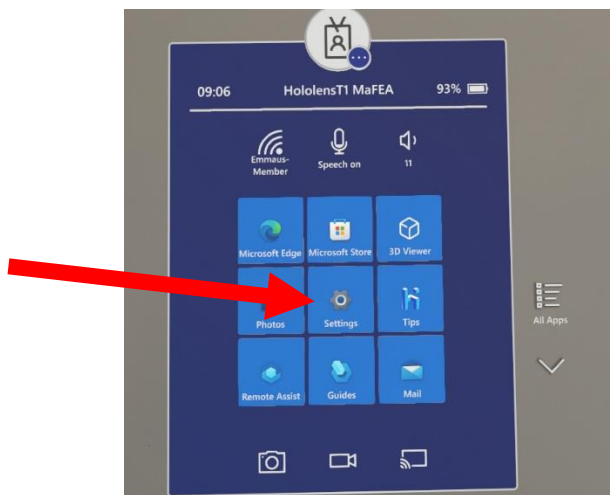 09:06 HololensT1 MaFEA 93%
Emmaus-
Member
Speech on
11
Microsoft Edge Microsoft Store 3D Viewer
Photos Settings Tips
All Apps
Remote Assist Guides Mail